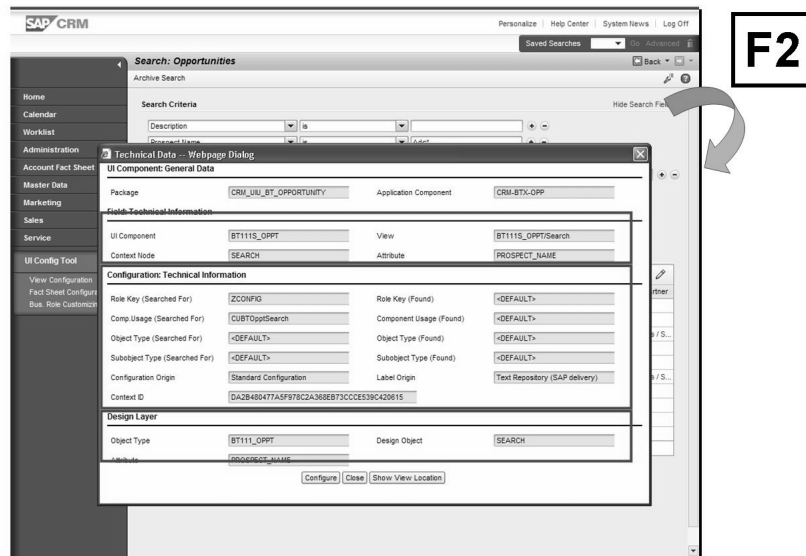 SAP CRM
Personalize | Help Center | System News | Log Off
F2
Saved Searches Go Advanced
Search: Opportunities Back
Archive Search
Home
Search Criteria Hide Search Fie
Calendar
Description is
Worklist
Prospect Name is
Administration
Technical Data -- Webpage Dialog
Account Fact Sheet
UI Component: General Data
Master Data
Package CRM_UIU_BT_OPPORTUNITY Application Component CRM-BTX-OPP
Marketing
Field: Technical Information
Sales
Service
UI Component BT111S_OPPT View BT111S_OPPT/Search
Context Node SEARCH Attribute PROSPECT_NAME
UI Config Tool
Configuration: Technical Information
View Configuration
Fact Sheet Configura
Bus. Role Customizin
rtner
Role Key (Searched For) ZCONFIG Role Key (Found) <DEFAULT>
Comp.Usage (Searched For) CUBTOpptSearch Component Usage (Found) <DEFAULT>
Object Type (Searched For) <DEFAULT> Object Type (Found) <DEFAULT>
Subobject Type (Searched For) <DEFAULT> Subobject Type (Found) <DEFAULT>
Configuration Origin Standard Configuration Label Origin Text Repository (SAP delivery)
Context ID DA2B480477A5F978C2A368EB73CCCE539C420615
Design Layer
Object Type BT111_OPPT Design Object SEARCH
Attribute PROSPECT_NAME
Configure Close Show View Location